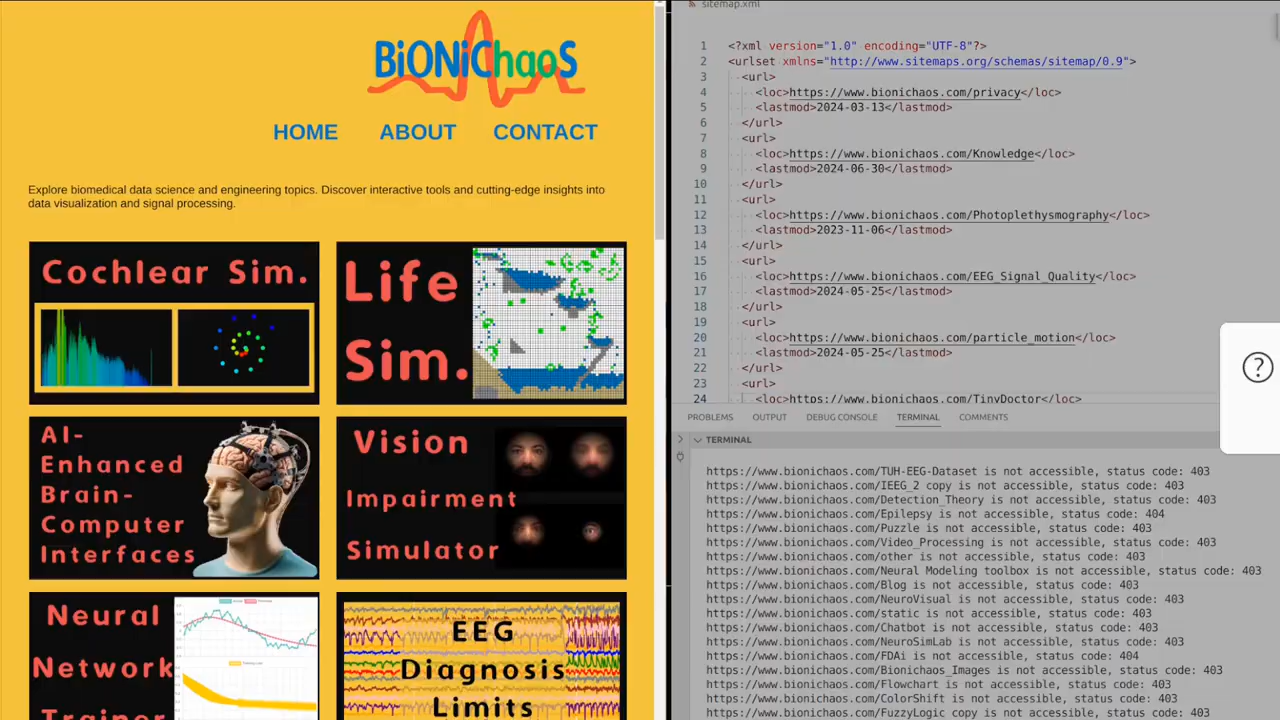 BiONiChaoS
HOME ABOUT CONTACT
Explore biomedical data science and engineering topics. Discover interactive tools and cutting-edge insights into
data visualization and signal processing.
Cochlear Sim.
Life
Sim.
AI-
Enhanced
Brain-
Computer
Interfaces
Vision
Impairment
Simulator
Neural
Network
Trainer
EEG
Diagnosis
Limits
sitemap.xml
1 <?xml version="1.0" encoding="UTF-8"?>
2 <urlset xmlns="http://www.sitemaps.org/schemas/sitemap/0.9">
3 <url>
4 <loc>https://www.bionichaos.com/privacy</loc>
5 <lastmod>2024-03-13</lastmod>
6 </url>
7 <url>
8 <loc>https://www.bionichaos.com/Knowledge</loc>
9 <lastmod>2024-06-30</lastmod>
10 </url>
11 <url>
12 <loc>https://www.bionichaos.com/Photoplethysmography</loc>
13 <lastmod>2023-11-06</lastmod>
14 </url>
15 <url>
16 <loc>https://www.bionichaos.com/EEG_Signal_Quality</loc>
17 <lastmod>2024-05-25</lastmod>
18 </url>
19 <url>
20 <loc>https://www.bionichaos.com/particle_motion</loc>
21 <lastmod>2024-05-25</lastmod>
22 </url>
23 <url>
24 <loc>https://www.bionichaos.com/TinyDoctor</loc>
?
PROBLEMS OUTPUT DEBUG CONSOLE TERMINAL COMMENTS
TERMINAL
https://www.bionichaos.com/TUH-EEG-Dataset is not accessible, status code: 403
https://www.bionichaos.com/IEEG_2 copy is not accessible, status code: 403
https://www.bionichaos.com/Detection_Theory is not accessible, status code: 403
https://www.bionichaos.com/Epilepsy is not accessible, status code: 404
https://www.bionichaos.com/Puzzle is not accessible, status code: 403
https://www.bionichaos.com/Video_Processing is not accessible, status code: 403
https://www.bionichaos.com/other is not accessible, status code: 403
https://www.bionichaos.com/Neural Modeling toolbox is not accessible, status code: 403
https://www.bionichaos.com/Blog is not accessible, status code: 403
https://www.bionichaos.com/NeuroVisual is not accessible, status code: 403
https://www.bionichaos.com/static is not accessible, status code: 403
https://www.bionichaos.com/Chatbot is not accessible, status code: 403
https://www.bionichaos.com/NeuroSimLab is not accessible, status code: 403
https://www.bionichaos.com/FDAi is not accessible, status code: 404
https://www.bionichaos.com/Bionichaos_Images is not accessible, status code: 403
https://www.bionichaos.com/Flowchart is not accessible, status code: 403
https://www.bionichaos.com/ColorShift is not accessible, status code: 403
https://www.bionichaos.com/FuzzyLogic copy is not accessible, status code: 403